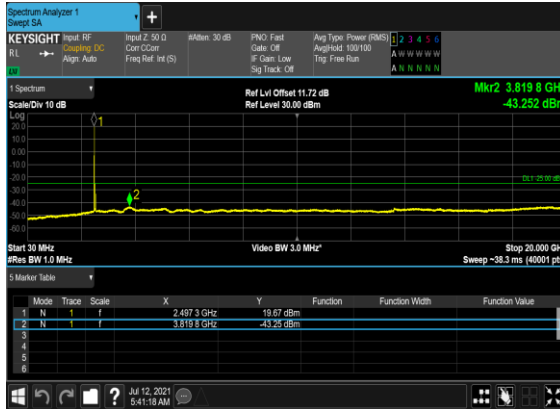 Spectrum Analyzer 1
Swept SA
+
KEYSIGHT Input: RF Input Z: 50 Ω #Atten: 30 dB PNO: Fast Avg Type: Power (RMS) 1 2 3 4 5 6
RL Coupling: DC Corr CCorr Gate: Off Avg|Hold: 100/100 A W W W W W
Align: Auto Freq Ref: Int (S) IF Gain: Low Trig: Free Run
Sig Track: Off A N N N N N
LU
1 Spectrum Ref Lvl Offset 11.72 dB Mkr2 3.819 8 GH
Scale/Div 10 dB Ref Level 30.00 dBm -43.252 dB
Log
20.0
10.0
0.00
-10.0
-20.0
-30.0
-40.0
-50.0
-60.0
1
2
DL1 -25.00 dB
Start 30 MHz Video BW 3.0 MHz* Stop 20.000 GH
#Res BW 1.0 MHz Sweep ~38.3 ms (40001 pt
5 Marker Table
Mode Trace Scale X Y Function Function Width Function Value
1 N 1 f 2.497 3 GHz 19.67 dBm
2 N 1 f 3.819 8 GHz -43.25 dBm
3
4
5
6
? Jul 12, 2021
5:41:18 AM